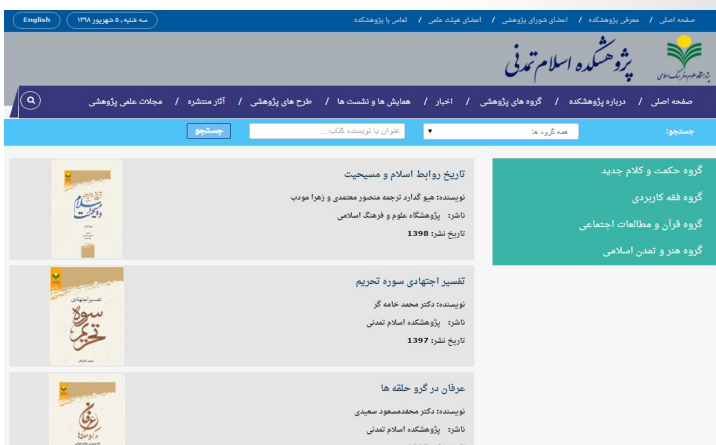 صفحه اصلی / معرفی پژوهشکده / اعضای شورای پژوهشی / اعضای هیئت علمی / تماس با پژوهشکده
سه شنبه, ۵ شهریور ۱۳۹۸
English
پژوهشکده اسلام تمدنی
صفحه اصلی / درباره پژوهشکده / گروه های پژوهشی / اخبار / همایش ها و نشست ها / طرح های پژوهشی / آثار منتشره / مجلات علمی پژوهشی
جستجو:
همه گروه ها
عنوان یا نویسنده کتاب...
جستجو
گروه حکمت و کلام جدید
گروه فقه کاربردی
گروه قرآن و مطالعات اجتماعی
گروه هنر و تمدن اسلامی
تاریخ روابط اسلام و مسیحیت
نویسنده: هیو گدارد ترجمه منصور معتمدی و زهرا مودب
ناشر: پژوهشگاه علوم و فرهنگ اسلامی
تاریخ نشر: 1398
تفسیر اجتهادی سوره تحریم
نویسنده: دکتر محمد خامه گر
ناشر: پژوهشکده اسلام تمدنی
تاریخ نشر: 1397
تفسیر اجتهادی
سوره
تحریم
عرفان در گرو حلقه ها
نویسنده: دکتر محمدمسعود سعیدی
ناشر: پژوهشکده اسلام تمدنی